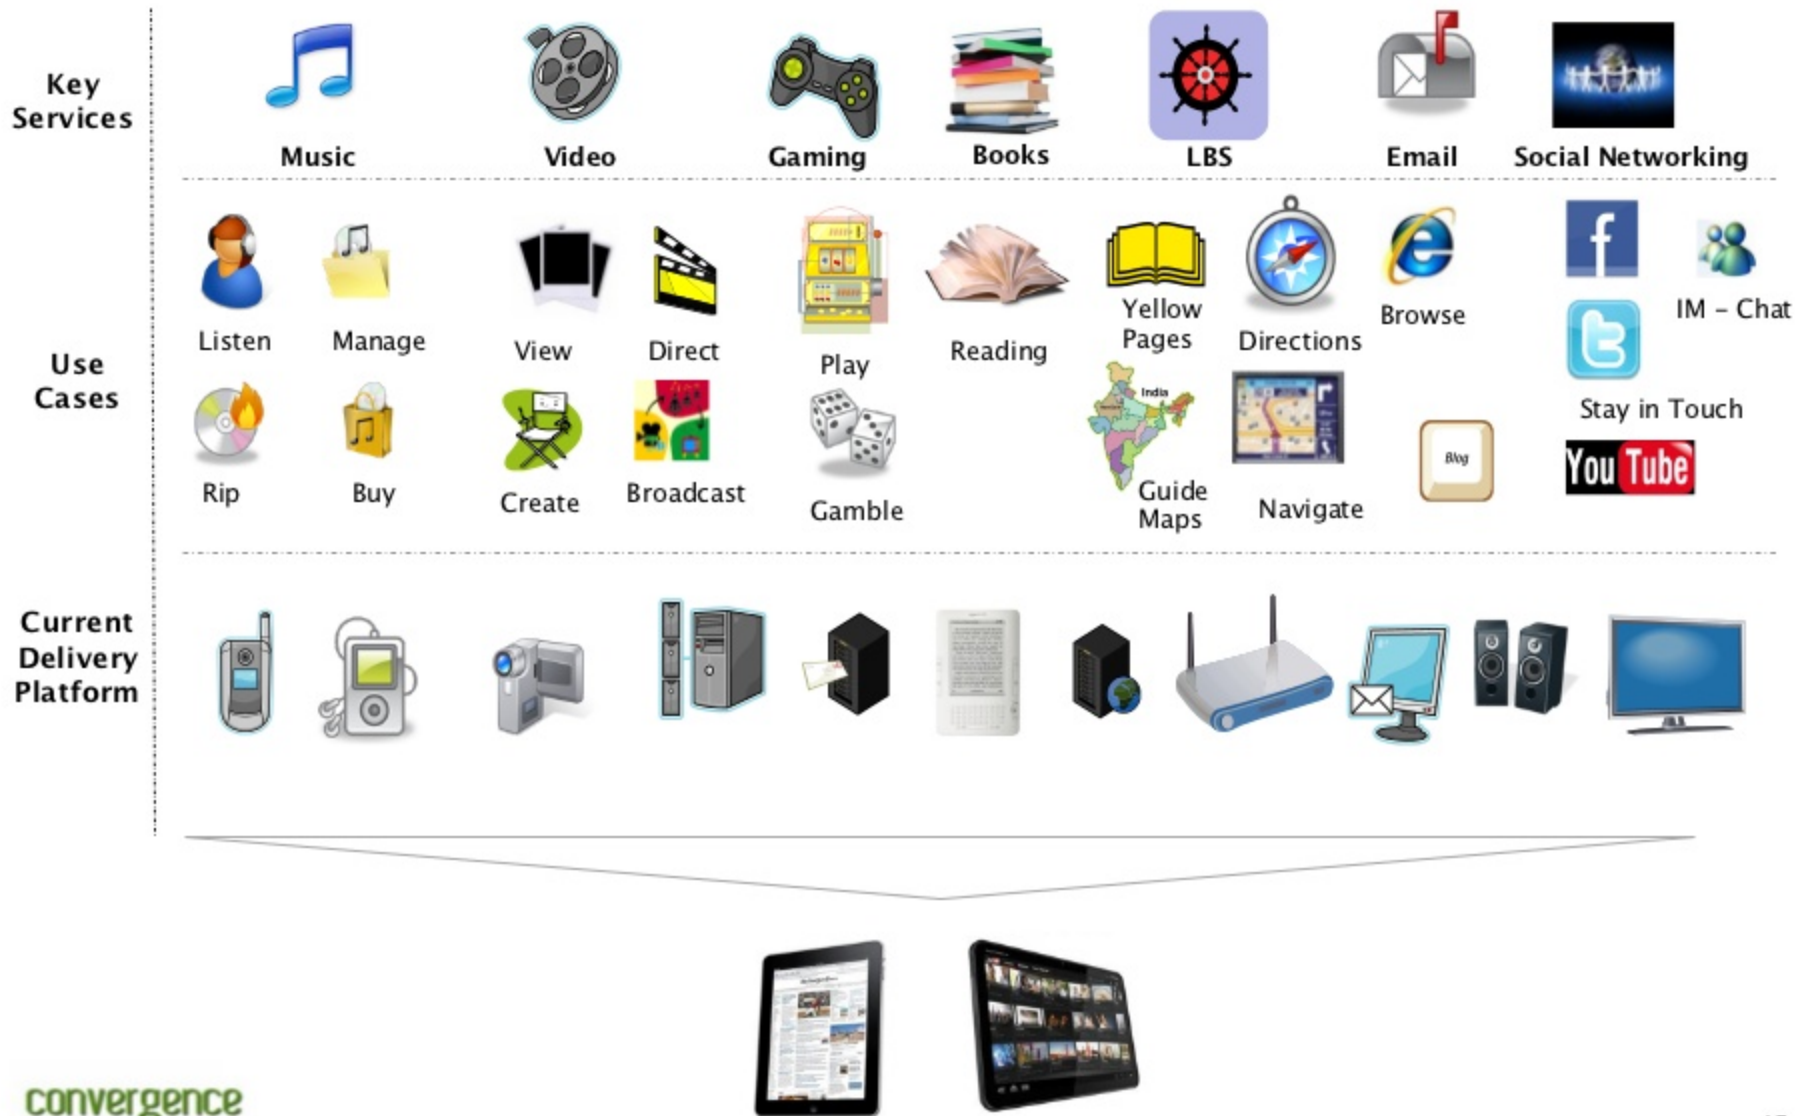 Key
Services
Music
Video
Gaming
Books
LBS
Email
Social Networking
Use
Cases
Listen
Manage
View
Direct
Play
Reading
Yellow
Pages
Directions
Browse
f
IM – Chat
t
Stay in Touch
Rip
Buy
Create
Broadcast
Gamble
India
Guide
Maps
Navigate
Blog
You Tube
Current
Delivery
Platform
convergence